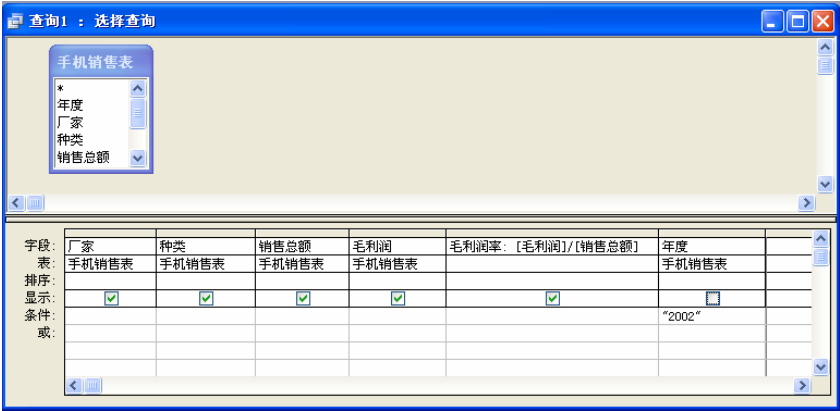 查询1 : 选择查询
手机销售表
*
年度
厂家
种类
销售总额
字段: 厂家 种类 销售总额 毛利润 毛利润率: [毛利润]/[销售总额] 年度
表: 手机销售表 手机销售表 手机销售表 手机销售表 手机销售表
排序:
显示:
条件: "2002"
或: